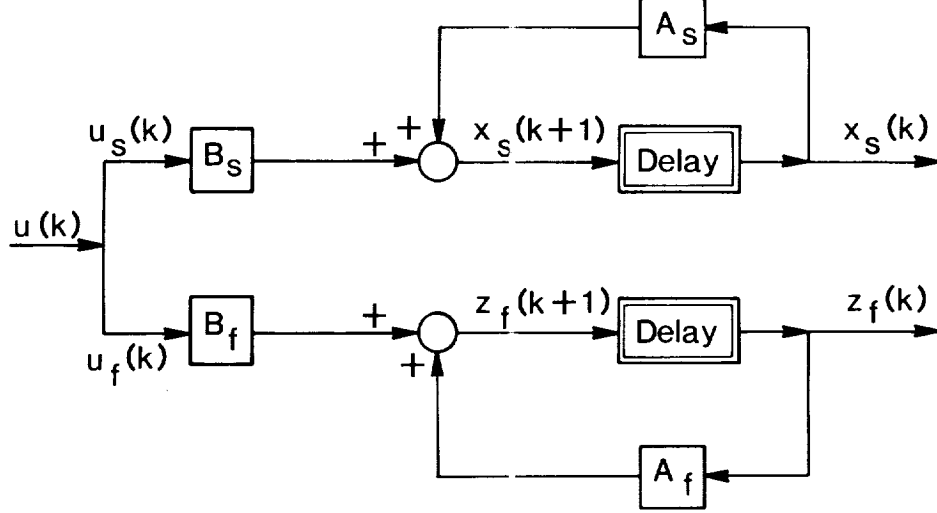 A_s
u_s(k)
B_s
+
+
x_s(k+1)
Delay
x_s(k)
u(k)
u_f(k)
B_f
+
+
z_f(k+1)
Delay
z_f(k)
A_f